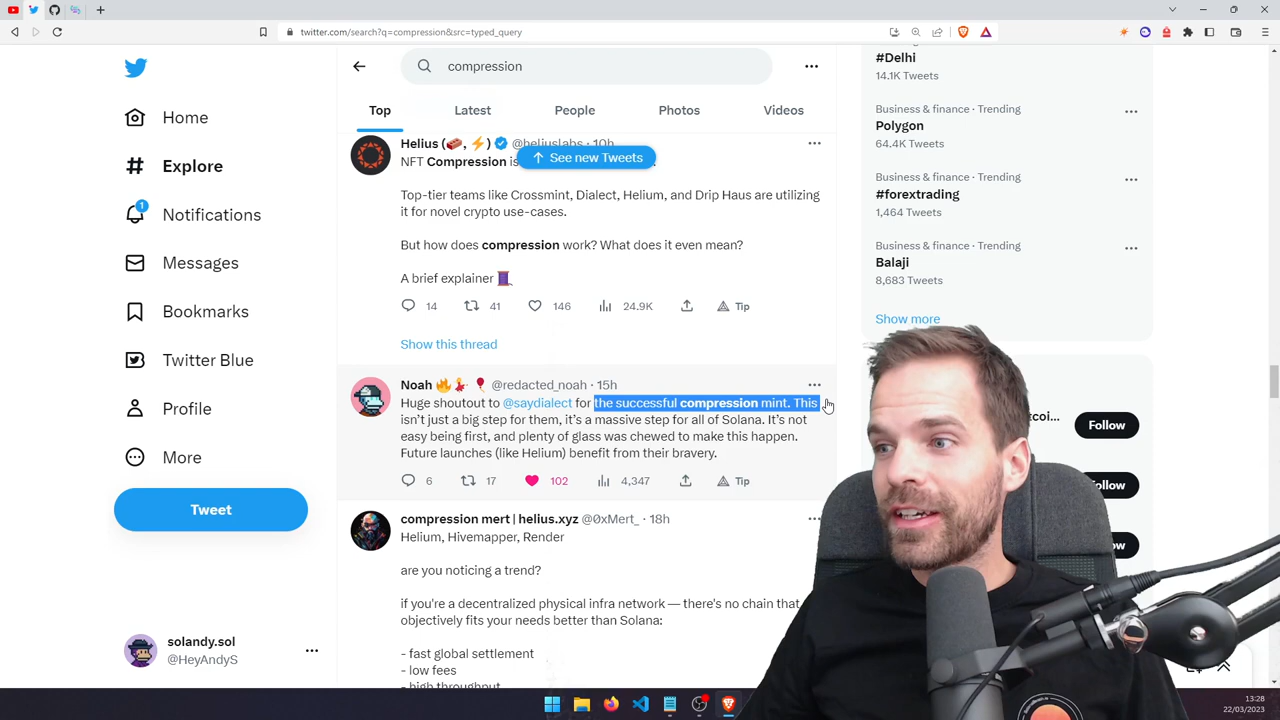 twitter.com/search?q=compression&src=typed_query
compression
Top
Latest
People
Photos
Videos
Home
Explore
1
Notifications
Messages
Bookmarks
Twitter Blue
Profile
More
Tweet
solandy.sol
@HeyAndyS
Helius @heliuslabs · 10h
See new Tweets
NFT Compression is
Top-tier teams like Crossmint, Dialect, Helium, and Drip Haus are utilizing
it for novel crypto use-cases.
But how does compression work? What does it even mean?
A brief explainer
14 41 146 24.9K Tip
Show this thread
Noah @redacted_noah · 15h
Huge shoutout to @saydialect for the successful compression mint. This
isn't just a big step for them, it's a massive step for all of Solana. It's not
easy being first, and plenty of glass was chewed to make this happen.
Future launches (like Helium) benefit from their bravery.
6 17 102 4,347 Tip
compression mert | helius.xyz @0xMert_ · 18h
Helium, Hivemapper, Render
are you noticing a trend?
if you're a decentralized physical infra network — there's no chain that
objectively fits your needs better than Solana:
- fast global settlement
- low fees
- high throughput
#Delhi
14.1K Tweets
Business & finance · Trending
Polygon
64.4K Tweets
Business & finance · Trending
#forextrading
1,464 Tweets
Business & finance · Trending
Balaji
8,683 Tweets
Show more
Follow
13:28
22/03/2023